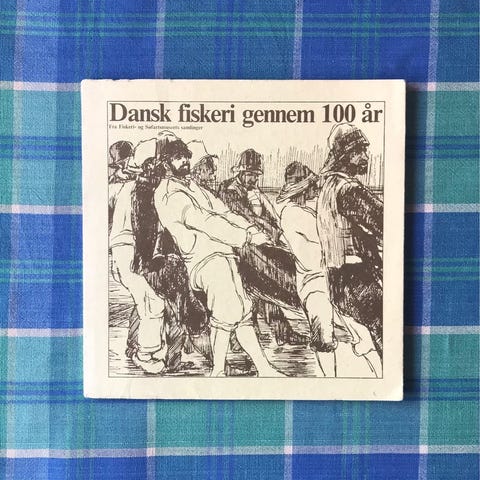 Dansk fiskeri gennem 100 år
Fra Fiskeri- og Søfartsmuseets samlinger